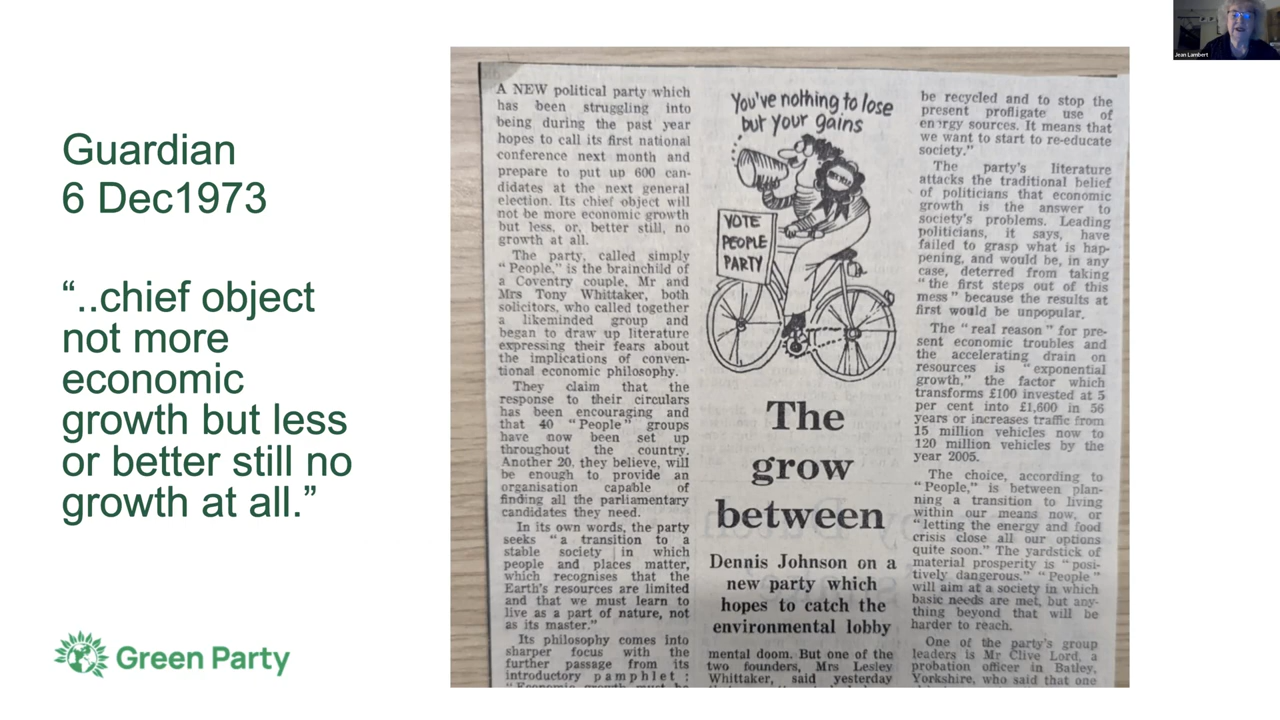 Guardian
6 Dec1973
“..chief object
not more
economic
growth but less
or better still no
growth at all.”
Green Party
A NEW political party which
has been struggling into
being during the past year
hopes to call its first national
conference next month and
prepare to put up 600 can-
didates at the next general
election. Its chief object will
not be more economic growth
but less, or, better still, no
growth at all.
The party, called simply
“People,” is the brainchild of
a Coventry couple, Mr and
Mrs Tony Whittaker, both
solicitors, who called together
a likeminded group and
began to draw up literature
expressing their fears about
the implications of conven-
tional economic philosophy.
They claim that the
response to their circulars
has been encouraging and
that 40 “People” groups
have now been set up
throughout the country.
Another 20, they believe, will
be enough to provide an
organisation capable of
finding all the parliamentary
candidates they need.
In its own words, the party
seeks “a transition to a
stable society in which
people and places matter,
which recognises that the
Earth's resources are limited
and that we must learn to
live as a part of nature, not
as its master.”
Its philosophy comes into
sharper focus with the
further passage from its
introductory pamphlet :
“Economic growth must be
You've nothing to lose
but your gains
VOTE
PEOPLE
PARTY
The
grow
between
Dennis Johnson on a
new party which
hopes to catch the
environmental lobby
mental doom. But one of the
two founders, Mrs Lesley
Whittaker, said yesterday
be recycled and to stop the
present profligate use of
energy sources. It means that
we want to start to re-educate
society.”
The party's literature
attacks the traditional belief
of politicians that economic
growth is the answer to
society's problems. Leading
politicians, it says, have
failed to grasp what is hap-
pening, and would be, in any
case, deterred from taking
“the first steps out of this
mess” because the results at
first would be unpopular.
The “real reason” for pre-
sent economic troubles and
the accelerating drain on
resources is “exponential
growth,” the factor which
transforms £100 invested at 5
per cent into £1,600 in 56
years or increases traffic from
15 million vehicles now to
120 million vehicles by the
year 2005.
The choice, according to
“People,” is between plan-
ning a transition to living
within our means now, or
“letting the energy and food
crisis close all our options
quite soon.” The yardstick of
material prosperity is “posi-
tively dangerous.” “People”
will aim at a society in which
basic needs are met, but any-
thing beyond that will be
harder to reach.
One of the party's group
leaders is Mr Clive Lord, a
probation officer in Batley,
Yorkshire, who said that one
Jean Lambert